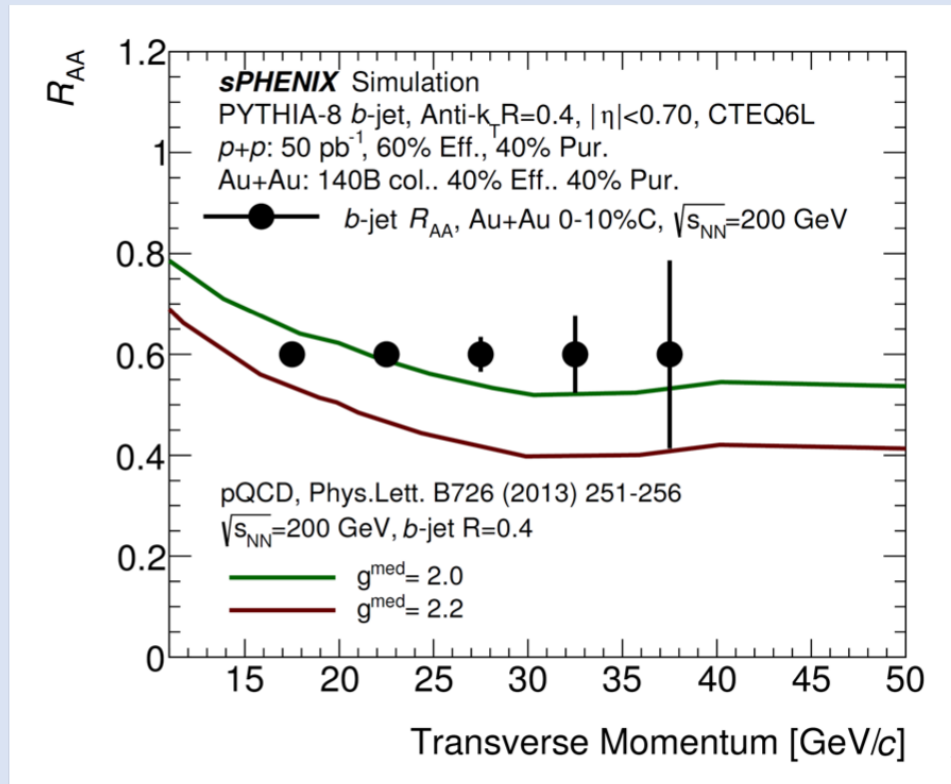 R_AA
1.2
1
0.8
0.6
0.4
0.2
0
sPHENIX Simulation
PYTHIA-8 b-jet, Anti-k_T R=0.4, |η|<0.70, CTEQ6L
p+p: 50 pb⁻¹, 60% Eff., 40% Pur.
Au+Au: 140B col.. 40% Eff.. 40% Pur.
b-jet R_AA, Au+Au 0-10%C, √s_NN=200 GeV
pQCD, Phys.Lett. B726 (2013) 251-256
√s_NN=200 GeV, b-jet R=0.4
g^med= 2.0
g^med= 2.2
15 20 25 30 35 40 45 50
Transverse Momentum [GeV/c]